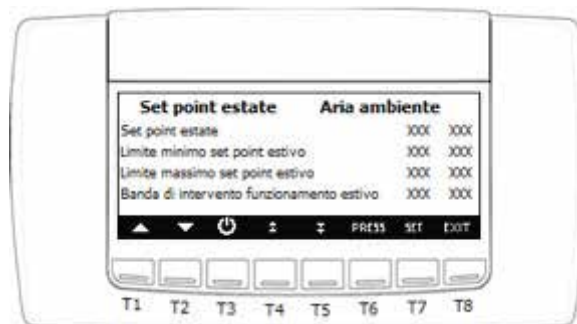 Set point estate Aria ambiente
Set point estate XXX XXX
Limite minimo set point estivo XXX XXX
Limite massimo set point estivo XXX XXX
Banda di intervento funzionamento estivo XXX XXX
PRESS SET EXIT
T1 T2 T3 T4 T5 T6 T7 T8